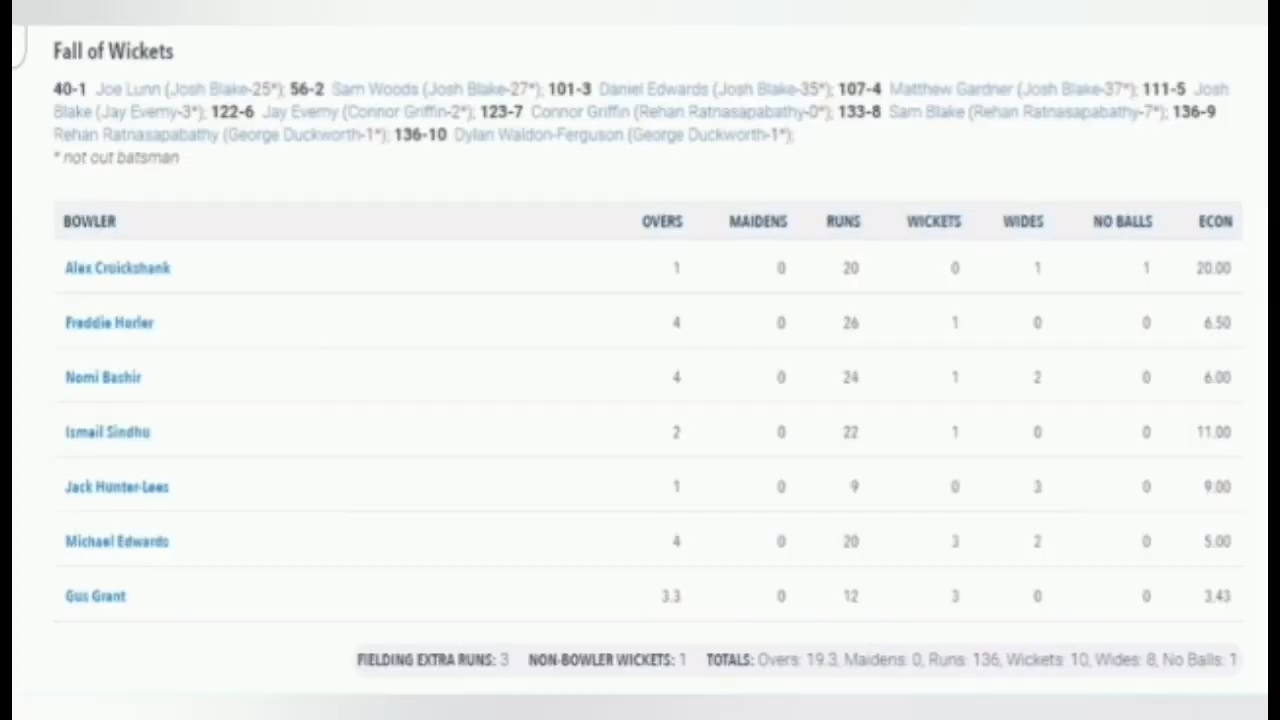 Fall of Wickets
40-1 Joe Lunn (Josh Blake-25*); 56-2 Sam Woods (Josh Blake-27*); 101-3 Daniel Edwards (Josh Blake-35*); 107-4 Matthew Gardner (Josh Blake-37*); 111-5 Josh
Blake (Jay Evemy-3*); 122-6 Jay Evemy (Connor Griffin-2*); 123-7 Connor Griffin (Rehan Ratnasapabathy-0*); 133-8 Sam Blake (Rehan Ratnasapabathy-7*); 136-9
Rehan Ratnasapabathy (George Duckworth-1*); 136-10 Dylan Waldon-Ferguson (George Duckworth-1*);
* not out batsman
BOWLER OVERS MAIDENS RUNS WICKETS WIDES NO BALLS ECON
Alex Cruickshank 1 0 20 0 1 1 20.00
Freddie Horler 4 0 26 1 0 0 6.50
Nomi Bashir 4 0 24 1 2 0 6.00
Ismail Sindhu 2 0 22 1 0 0 11.00
Jack Hunter-Lees 1 0 9 0 3 0 9.00
Michael Edwards 4 0 20 3 2 0 5.00
Gus Grant 3.3 0 12 3 0 0 3.43
FIELDING EXTRA RUNS: 3 NON-BOWLER WICKETS: 1 TOTALS: Overs: 19.3, Maidens: 0, Runs: 136, Wickets: 10, Wides: 8, No Balls: 1